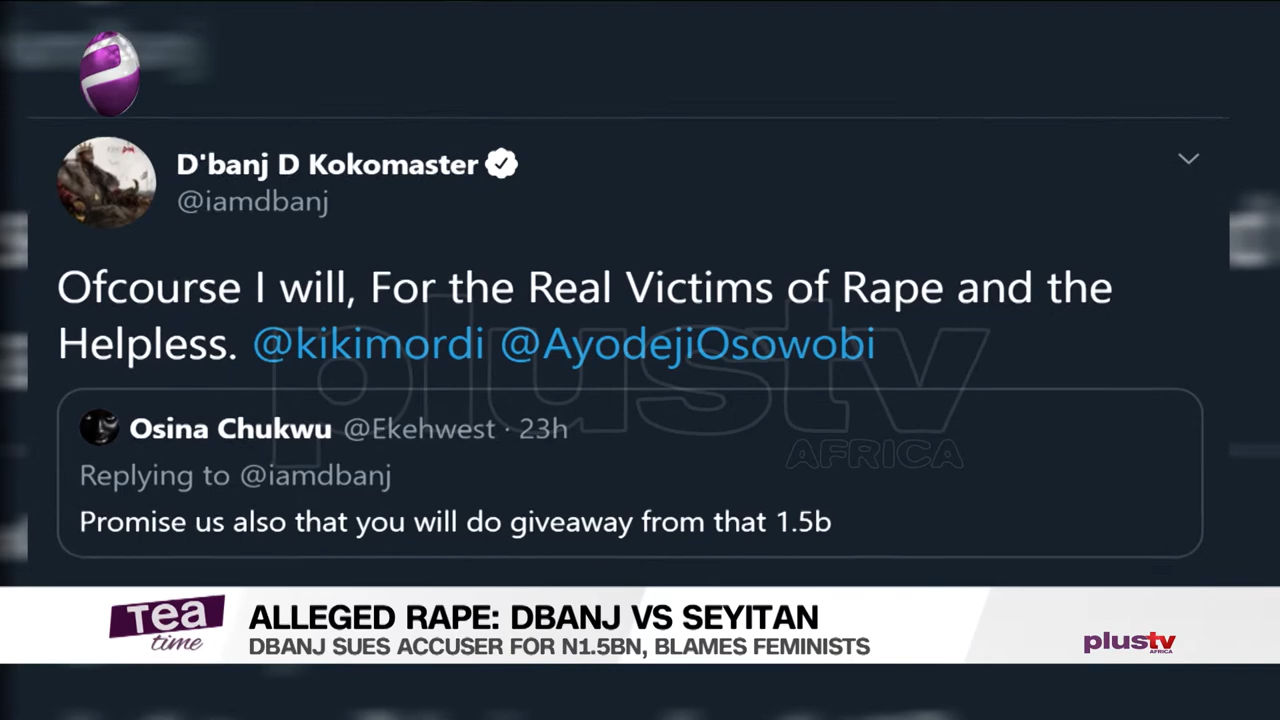 D'banj D Kokomaster
@iamdbanj
Ofcourse I will, For the Real Victims of Rape and the
Helpless. @kikimordi @AyodejiOsowobi
plustv
AFRICA
Osina Chukwu @Ekehwest · 23h
Replying to @iamdbanj
Promise us also that you will do giveaway from that 1.5b
Tea
time
ALLEGED RAPE: DBANJ VS SEYITAN
DBANJ SUES ACCUSER FOR N1.5BN, BLAMES FEMINISTS
plustv
AFRICA